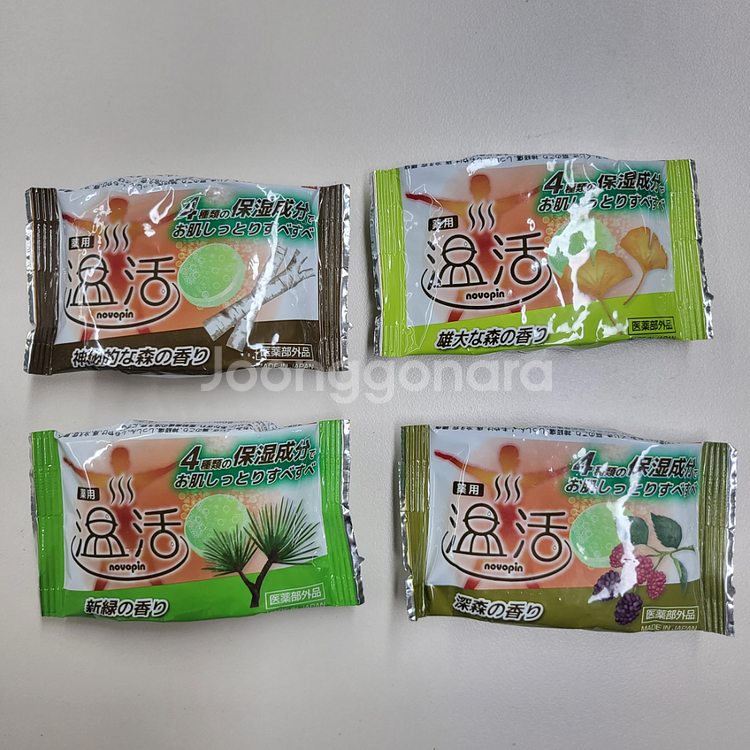 4種類の保湿成分で
お肌しっとりすべすべ
薬用
温活
novopin
神秘的な森の香り
医薬部外品
MADE IN JAPAN
4種類の保湿成分で
お肌しっとりすべすべ
薬用
温活
novopin
雄大な森の香り
医薬部外品
Joonggonara
4種類の保湿成分で
お肌しっとりすべすべ
薬用
温活
novopin
新緑の香り
医薬部外品
MADE IN JAPAN
4種類の保湿成分で
お肌しっとりすべすべ
薬用
温活
novopin
深森の香り
医薬部外品
MADE IN JAPAN